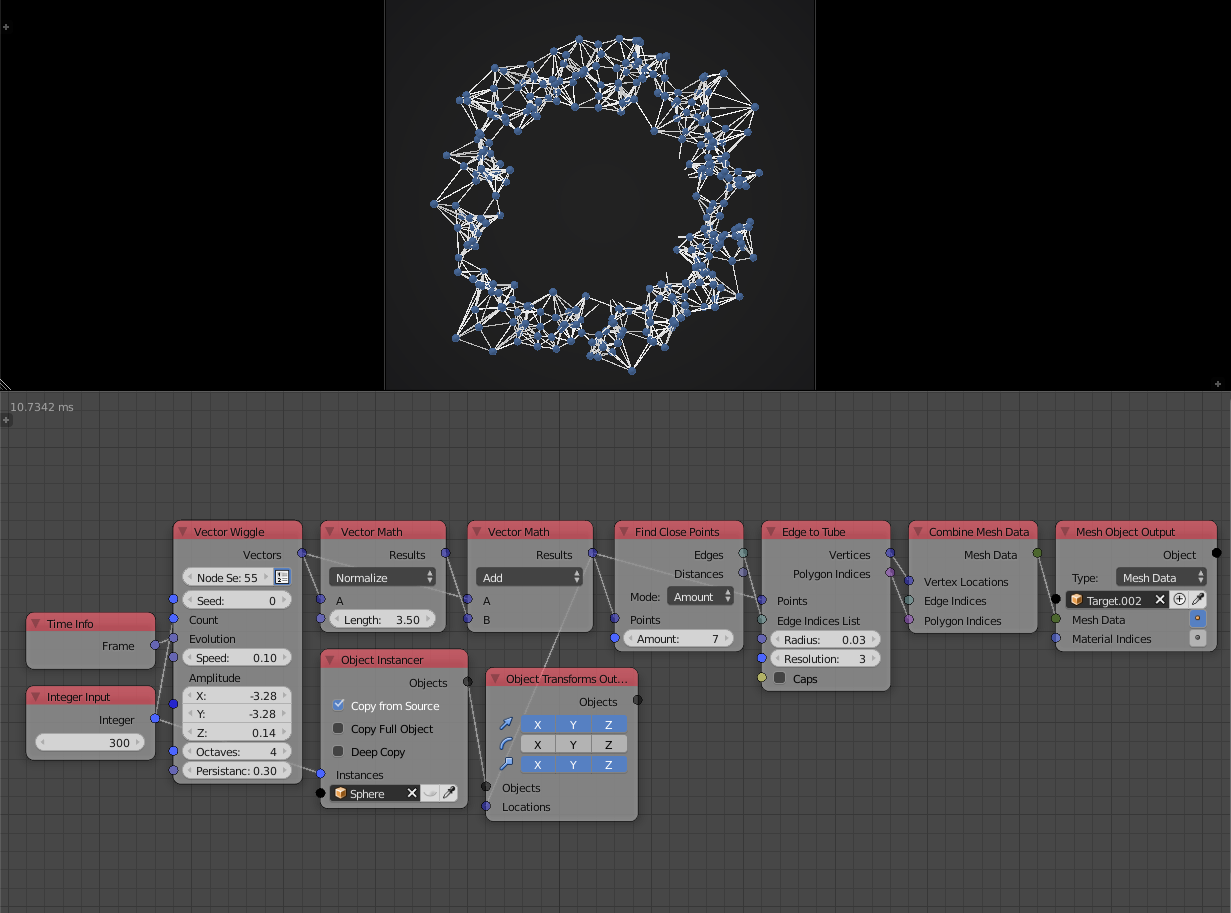 10.7342 ms
Time Info
Frame
Integer Input
Integer
300
Vector Wiggle
Vectors
Node Se: 55
Seed: 0
Count
Evolution
Speed: 0.10
Amplitude
X: -3.28
Y: -3.28
Z: 0.14
Octaves: 4
Persistanc: 0.30
Vector Math
Results
Normalize
A
Length: 3.50
Object Instancer
Objects
Copy from Source
Copy Full Object
Deep Copy
Instances
Sphere
Vector Math
Results
Add
A
B
Object Transforms Out...
Objects
X Y Z
X Y Z
X Y Z
Objects
Locations
Find Close Points
Edges
Distances
Mode: Amount
Points
Amount: 7
Edge to Tube
Vertices
Polygon Indices
Points
Edge Indices List
Radius: 0.03
Resolution: 3
Caps
Combine Mesh Data
Mesh Data
Vertex Locations
Edge Indices
Polygon Indices
Mesh Object Output
Object
Type: Mesh Data
Target.002
Mesh Data
Material Indices